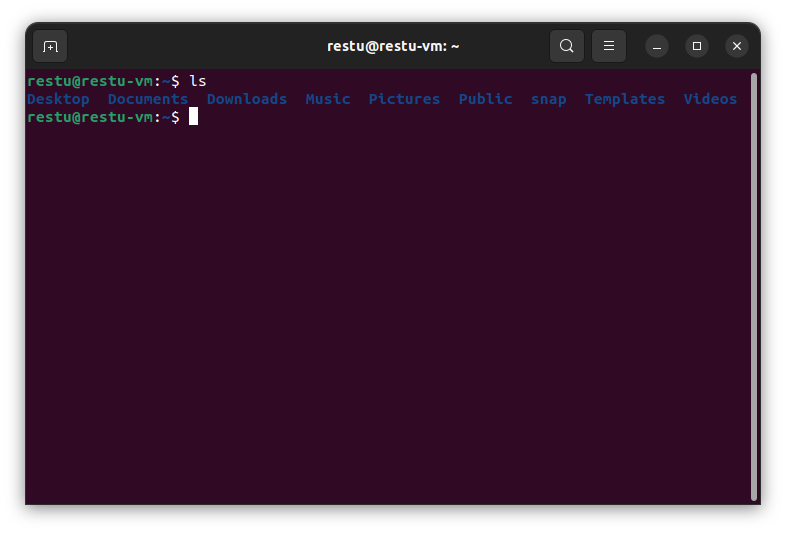 restu@restu-vm: ~
restu@restu-vm:~$ ls
Desktop  Documents  Downloads  Music  Pictures  Public  snap  Templates  Videos
restu@restu-vm:~$